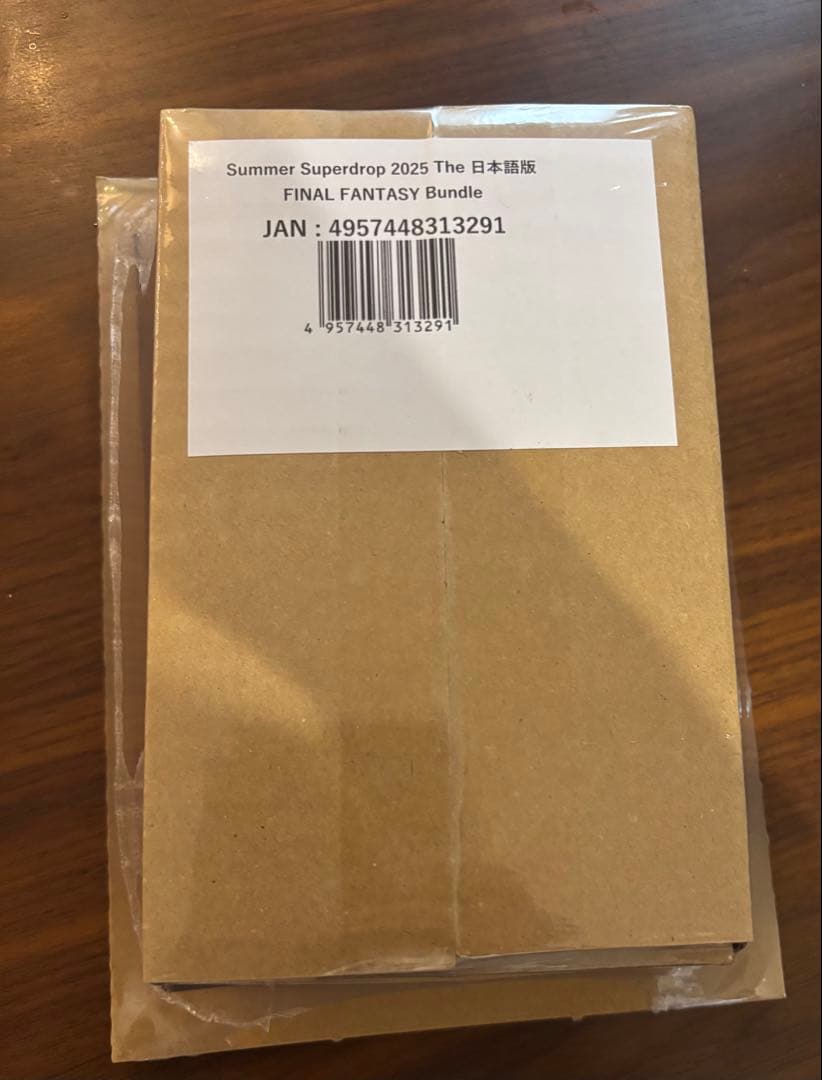 Summer Superdrop 2025 The 日本語版
FINAL FANTASY Bundle
JAN : 4957448313291
4 957448 313291